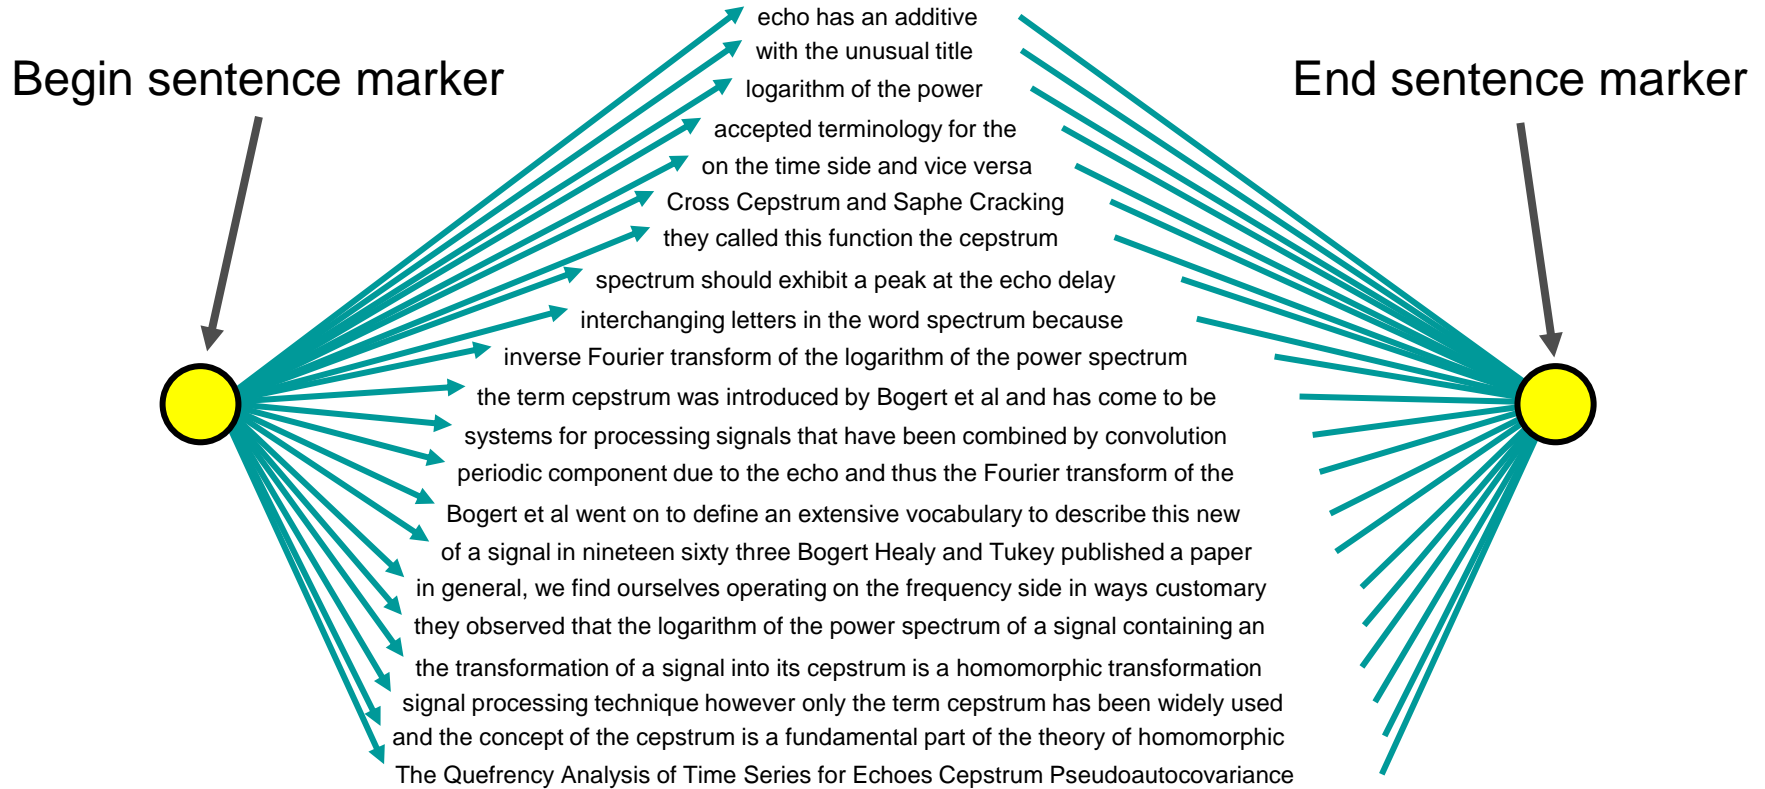 Begin sentence marker
End sentence marker
echo has an additive
with the unusual title
logarithm of the power
accepted terminology for the
on the time side and vice versa
Cross Cepstrum and Saphe Cracking
they called this function the cepstrum
spectrum should exhibit a peak at the echo delay
interchanging letters in the word spectrum because
inverse Fourier transform of the logarithm of the power spectrum
the term cepstrum was introduced by Bogert et al and has come to be
systems for processing signals that have been combined by convolution
periodic component due to the echo and thus the Fourier transform of the
Bogert et al went on to define an extensive vocabulary to describe this new
of a signal in nineteen sixty three Bogert Healy and Tukey published a paper
in general, we find ourselves operating on the frequency side in ways customary
they observed that the logarithm of the power spectrum of a signal containing an
the transformation of a signal into its cepstrum is a homomorphic transformation
signal processing technique however only the term cepstrum has been widely used
and the concept of the cepstrum is a fundamental part of the theory of homomorphic
The Quefrency Analysis of Time Series for Echoes Cepstrum Pseudoautocovariance